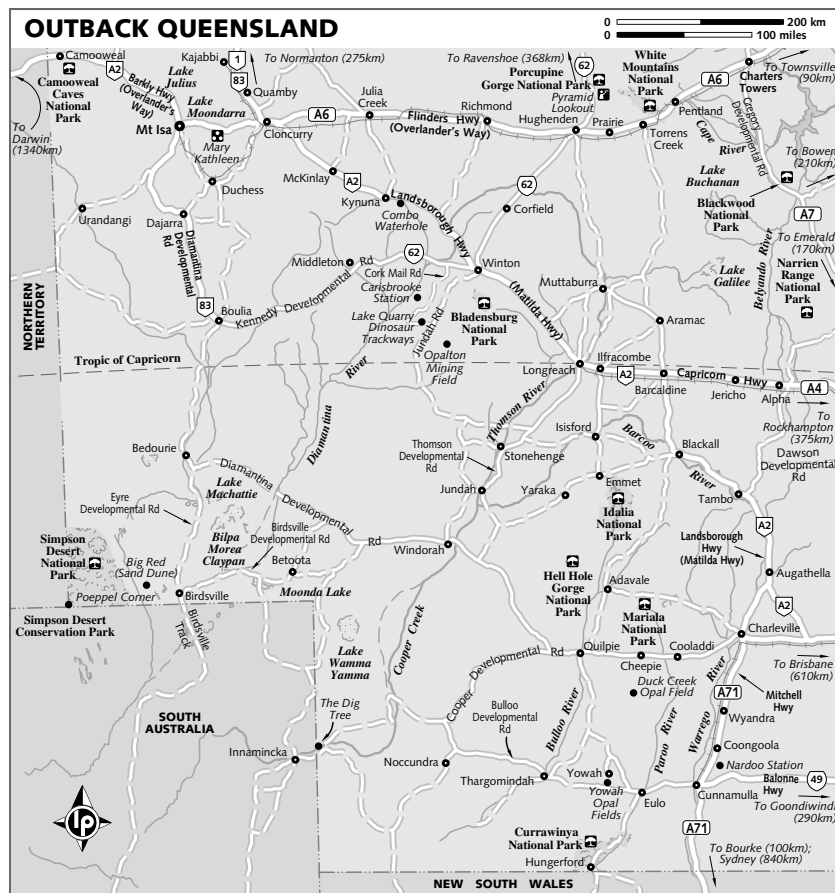 OUTBACK QUEENSLAND
0 200 km
0 100 miles
Camooweal
Kajabbi
1
To Normanton (275km)
To Ravenshoe (368km)
62
White
Mountains
National
Park
To Townsville
(90km)
A2
Barkly Hwy
(Overlander's
Way)
Lake
Julius
83
Quamby
Porcupine
Gorge National Park
Pyramid
Lookout
A6
Charters
Towers
Camooweal
Caves
National
Park
Lake
Moondarra
A6
Julia
Creek
Flinders Hwy
(Overlander's Way)
Richmond
Hughenden
Prairie
Torrens
Creek
Pentland
Gregory
Developmental Rd
To
Darwin
(1340km)
Mt Isa
Mary
Kathleen
Cloncurry
Cape
River
To Bowen
(210km)
McKinlay
A2
Duchess
Kynuna
Landsborough Hwy
62
Lake
Buchanan
Blackwood
National
Park
A7
Urandangi
Dajarra
Diamantina
Developmental
Rd
Combo
Waterhole
Corfield
To Emerald
(170km)
Middleton
Rd
62
Cork Mail Rd
Winton
Carisbrooke
Station
(Matilda Hwy)
Muttaburra
Lake
Galilee
Belyando River
Narrien
Range
National
Park
NORTHERN
TERRITORY
83
Boulia
Kennedy Developmental
Lake Quarry
Dinosaur
Trackways
Jundah Rd
Bladensburg
National
Park
Aramac
Opalton
Mining
Field
River
Tropic of Capricorn
Longreach
Ilfracombe
A2
Capricorn Hwy
Barcaldine
Jericho
Alpha
A4
To
Rockhampton
(375km)
Diamantina
Thomson River
Isisford
Barcoo
River
Blackall
Dawson
Developmental
Rd
Bedourie
Diamantina Developmental Rd
Thomson
Developmental
Rd
Stonehenge
Jundah
Yaraka
Emmet
Tambo
Eyre
Developmental Rd
Lake
Machattie
Idalia
National
Park
A2
Bilpa
Morea
Claypan
Birdsville
Developmental Rd
Windorah
Landsborough
Hwy
(Matilda Hwy)
Simpson
Desert
National
Park
Big Red
(Sand Dune)
Betoota
Hell Hole
Gorge
National
Park
Adavale
Augathella
Poeppel Corner
Birdsville
Moonda Lake
Mariala
National
Park
A2
Simpson Desert
Conservation Park
Birdsville
Track
Lake
Wamma
Yamma
Cooper Creek
Charleville
Cooper Developmental Rd
Quilpie
Cheepie
Cooladdi
To Brisbane
(610km)
Duck Creek
Opal Field
A71
Mitchell
Hwy
SOUTH
AUSTRALIA
The Dig
Tree
Bulloo
Developmental
Rd
Bulloo River
Paroo River
Warrego River
Wyandra
Coongoola
Innamincka
Noccundra
Yowah
Nardoo Station
Thargomindah
Yowah
Opal
Fields
Eulo
Cunnamulla
Balonne
Hwy
49
To Goondiwindi
(290km)
lp
Currawinya
National Park
A71
Hungerford
To Bourke (100km);
Sydney (840km)
NEW SOUTH WALES